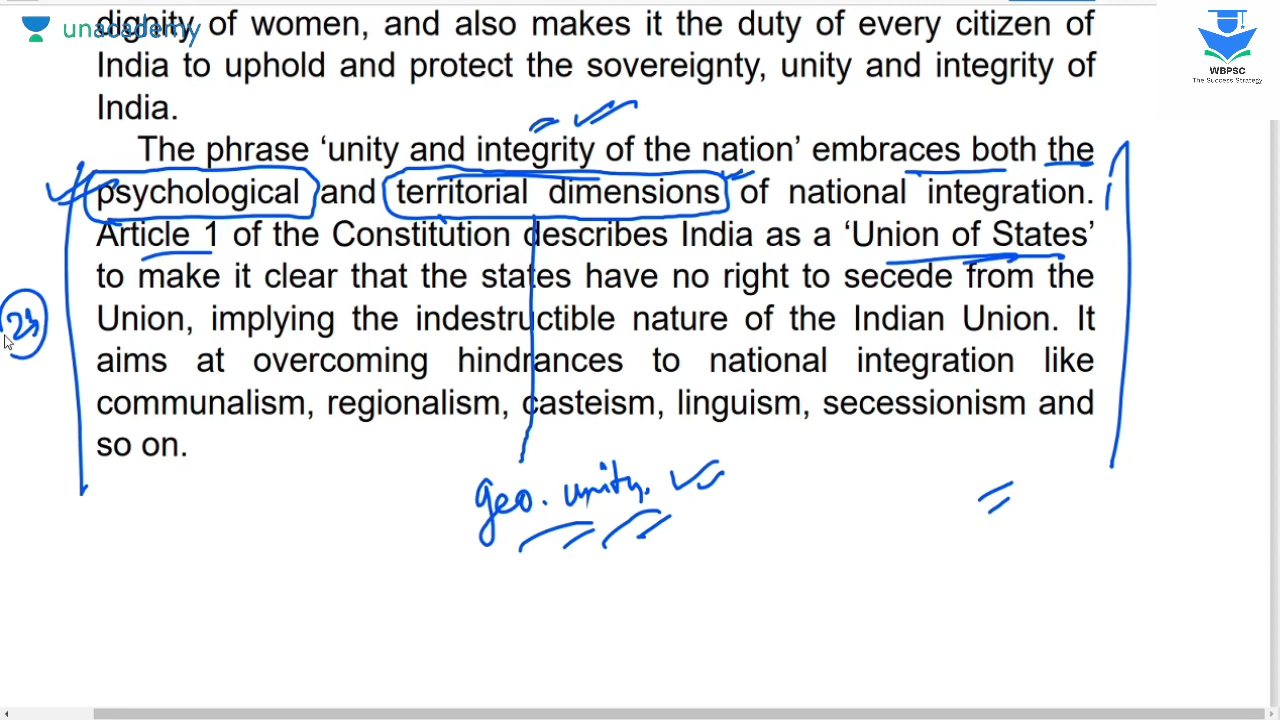 dignity of women, and also makes it the duty of every citizen of
unacademy
WBPSC
The Success Strategy
India to uphold and protect the sovereignty, unity and integrity of
India.
The phrase ‘unity and integrity of the nation’ embraces both the
psychological and territorial dimensions of national integration.
Article 1 of the Constitution describes India as a ‘Union of States’
to make it clear that the states have no right to secede from the
Union, implying the indestructible nature of the Indian Union. It
aims at overcoming hindrances to national integration like
communalism, regionalism, casteism, linguism, secessionism and
so on.
geo. unity.